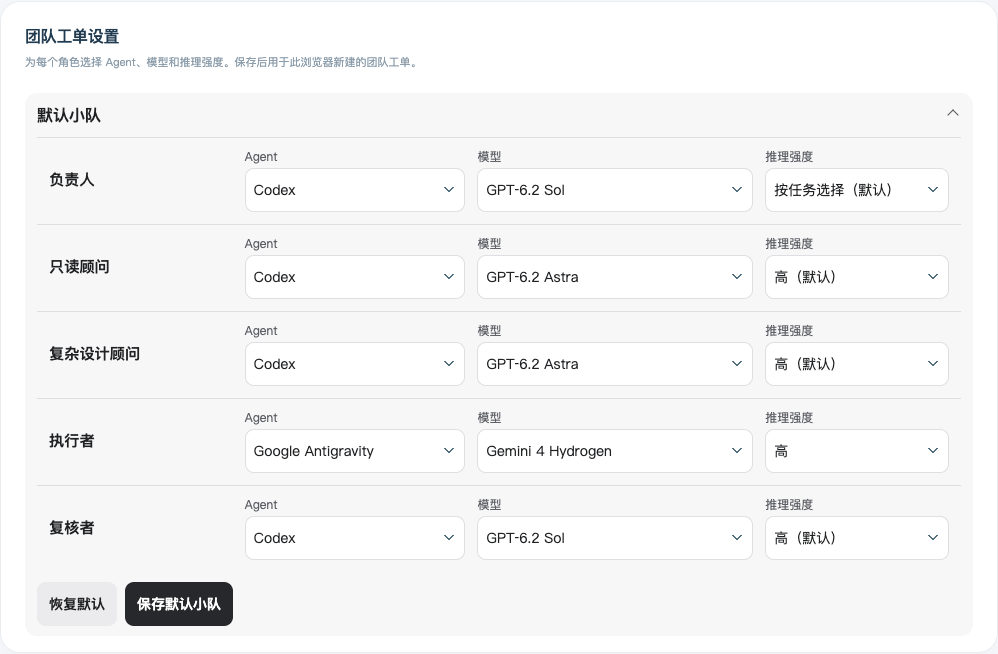 团队工单设置
为每个角色选择 Agent、模型和推理强度。保存后用于此浏览器新建的团队工单。
默认小队
负责人
Agent
模型
推理强度
Codex
GPT-6.2 Sol
按任务选择（默认）
只读顾问
Agent
模型
推理强度
Codex
GPT-6.2 Astra
高（默认）
复杂设计顾问
Agent
模型
推理强度
Codex
GPT-6.2 Astra
高（默认）
执行者
Agent
模型
推理强度
Google Antigravity
Gemini 4 Hydrogen
高
复核者
Agent
模型
推理强度
Codex
GPT-6.2 Sol
高（默认）
恢复默认
保存默认小队